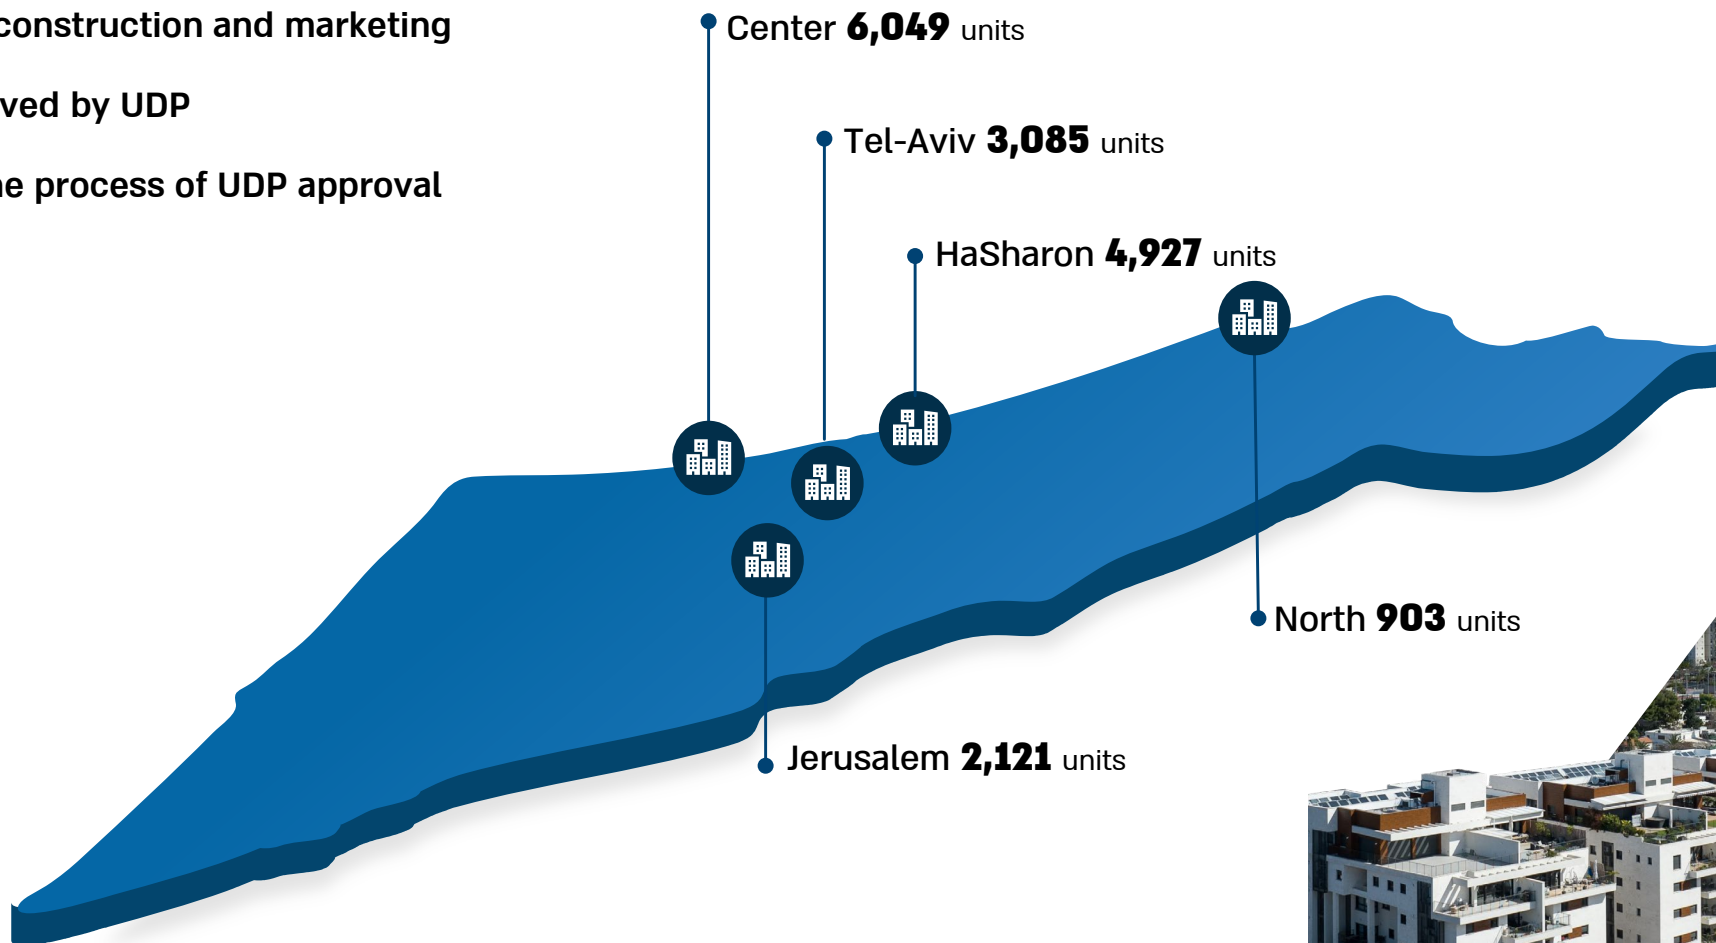 construction and marketing
by UDP
process of UDP approval
Center 6,049 units
Tel-Aviv 3,085 units
HaSharon 4,927 units
North 903 units
Jerusalem 2,121 units